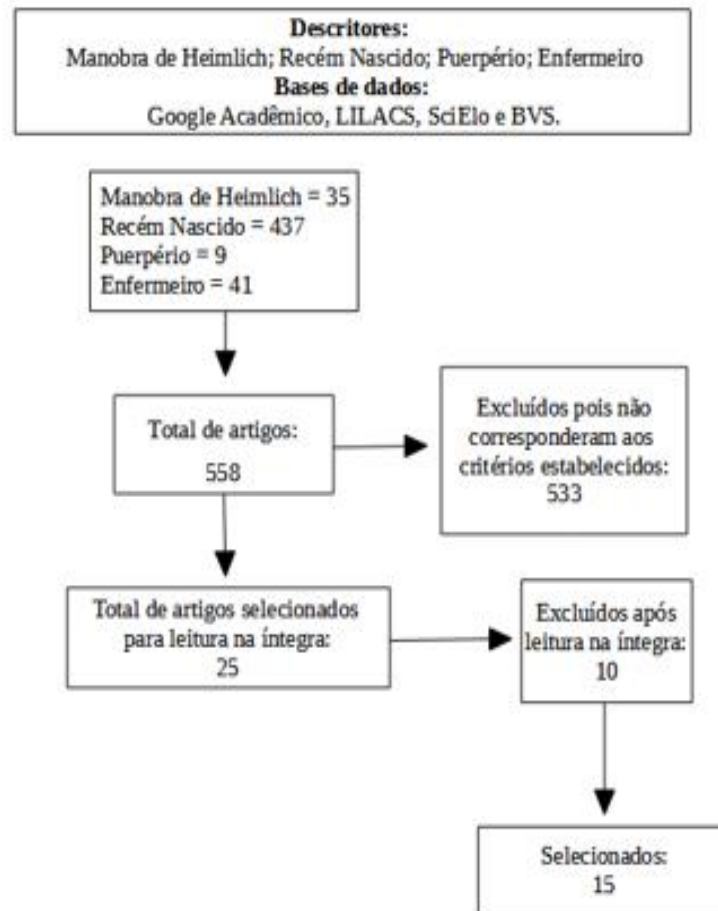 Descritores:
Manobra de Heimlich; Recém Nascido; Puerpério; Enfermeiro
Bases de dados:
Google Acadêmico, LILACS, SciElo e BVS.
Manobra de Heimlich = 35
Recém Nascido = 437
Puerpério = 9
Enfermeiro = 41
Total de artigos:
558
Excluídos pois não
corresponderam aos
critérios estabelecidos:
533
Total de artigos selecionados
para leitura na íntegra:
25
Excluídos após
leitura na íntegra:
10
Selecionados:
15